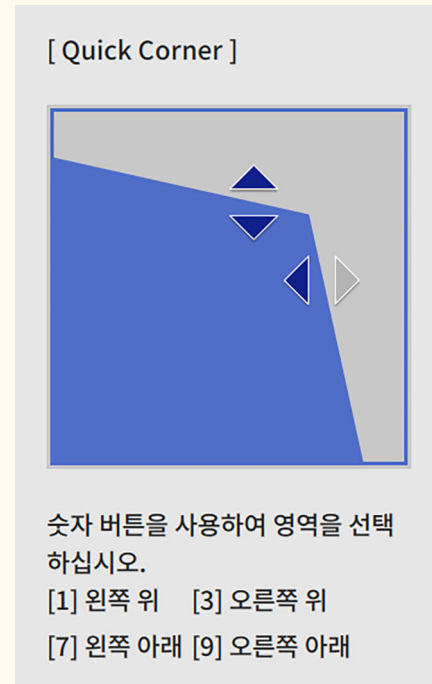 [ Quick Corner ]
숫자 버튼을 사용하여 영역을 선택
하십시오.
[1] 왼쪽 위 [3] 오른쪽 위
[7] 왼쪽 아래 [9] 오른쪽 아래